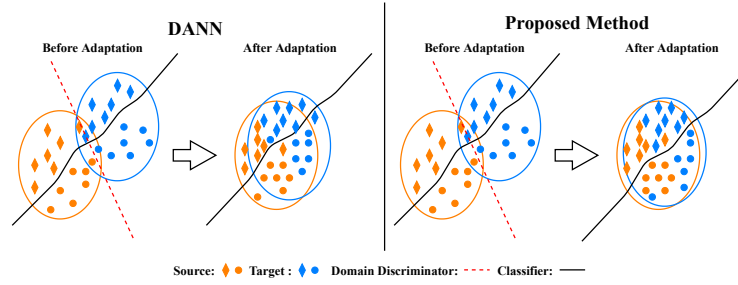 DANN
Before Adaptation
After Adaptation
Proposed Method
Before Adaptation
After Adaptation
Source: Target : Domain Discriminator: Classifier: